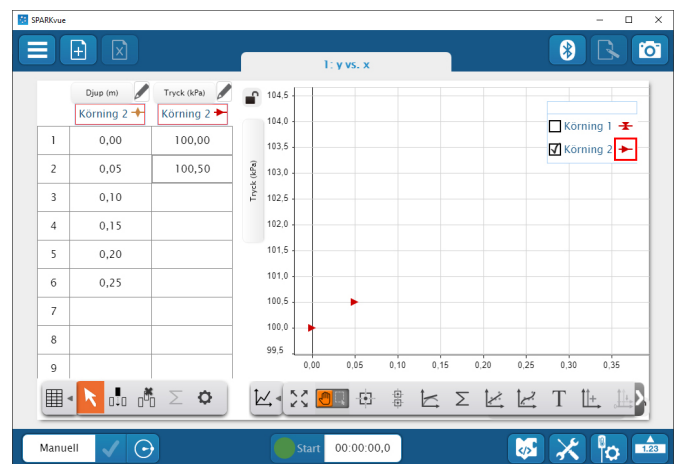 SPARKvue
1: y vs. x
Djup (m) Tryck (kPa)
Körning 2 Körning 2
1 0,00 100,00
2 0,05 100,50
3 0,10
4 0,15
5 0,20
6 0,25
7
8
9
Tryck (kPa)
104,5
104,0
103,5
103,0
102,5
102,0
101,5
101,0
100,5
100,0
99,5
0,00 0,05 0,10 0,15 0,20 0,25 0,30 0,35
Körning 1
Körning 2
Σ
Σ T
Manuell Start 00:00:00,0 1.23